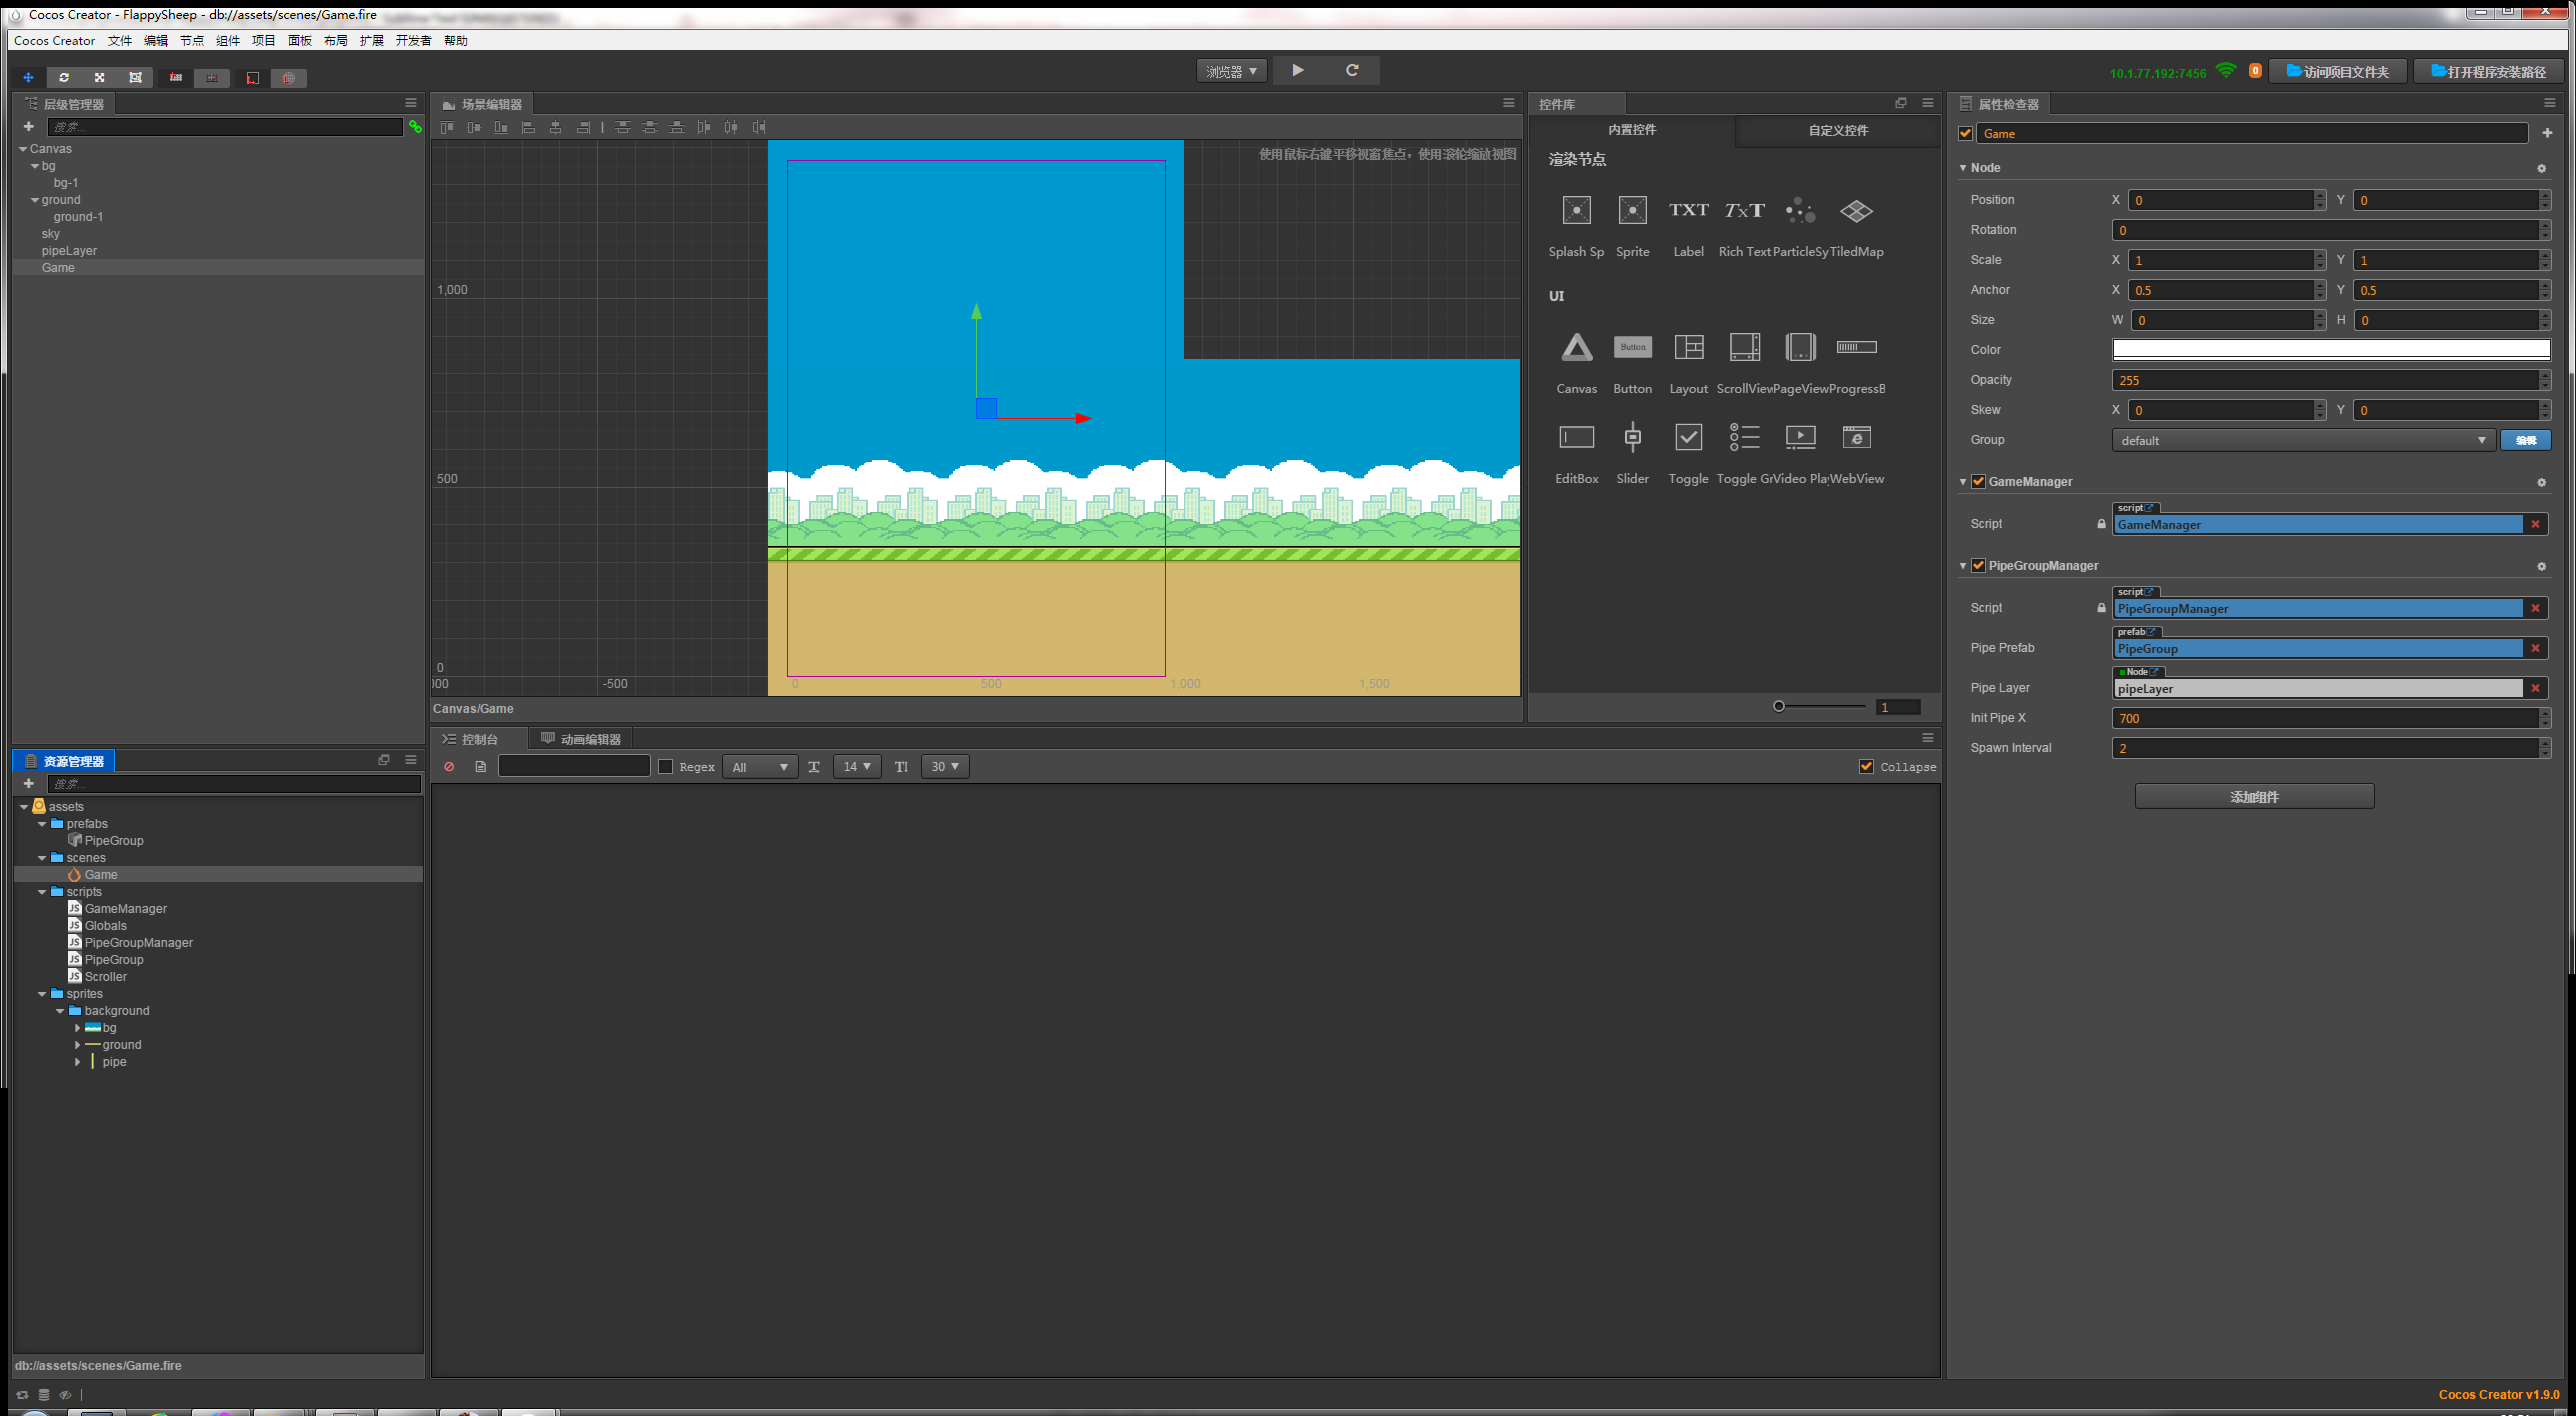 Cocos Creator - FlappySheep - db://assets/scenes/Game.fire
Cocos Creator 文件 编辑 节点 组件 项目 面板 布局 扩展 开发者 帮助
浏览器
10.1.77.192:7456 0 访问项目文件夹 打开程序安装路径
层级管理器
搜索...
Canvas
bg
bg-1
ground
ground-1
sky
pipeLayer
Game
场景编辑器
使用鼠标右键平移视窗焦点，使用滚轮缩放视图
1,000
500
0
-500 0 500 1,000 1,500
Canvas/Game
控件库
内置控件 自定义控件
渲染节点
TXT TXT
Splash Sp Sprite Label Rich Text ParticleSy TiledMap
UI
Button
Canvas Button Layout ScrollView PageView ProgressB
EditBox Slider Toggle Toggle Gr Video Pla WebView
1
属性检查器
Game
Node
Position X 0 Y 0
Rotation 0
Scale X 1 Y 1
Anchor X 0.5 Y 0.5
Size W 0 H 0
Color
Opacity 255
Skew X 0 Y 0
Group default 编辑
GameManager
script
Script GameManager
PipeGroupManager
script
Script PipeGroupManager
prefab
Pipe Prefab PipeGroup
Node
Pipe Layer pipeLayer
Init Pipe X 700
Spawn Interval 2
添加组件
资源管理器
搜索...
assets
prefabs
PipeGroup
scenes
Game
scripts
JS GameManager
JS Globals
JS PipeGroupManager
JS PipeGroup
JS Scroller
sprites
background
bg
ground
pipe
db://assets/scenes/Game.fire
控制台 动画编辑器
Regex All 14 30 Collapse
Cocos Creator v1.9.0